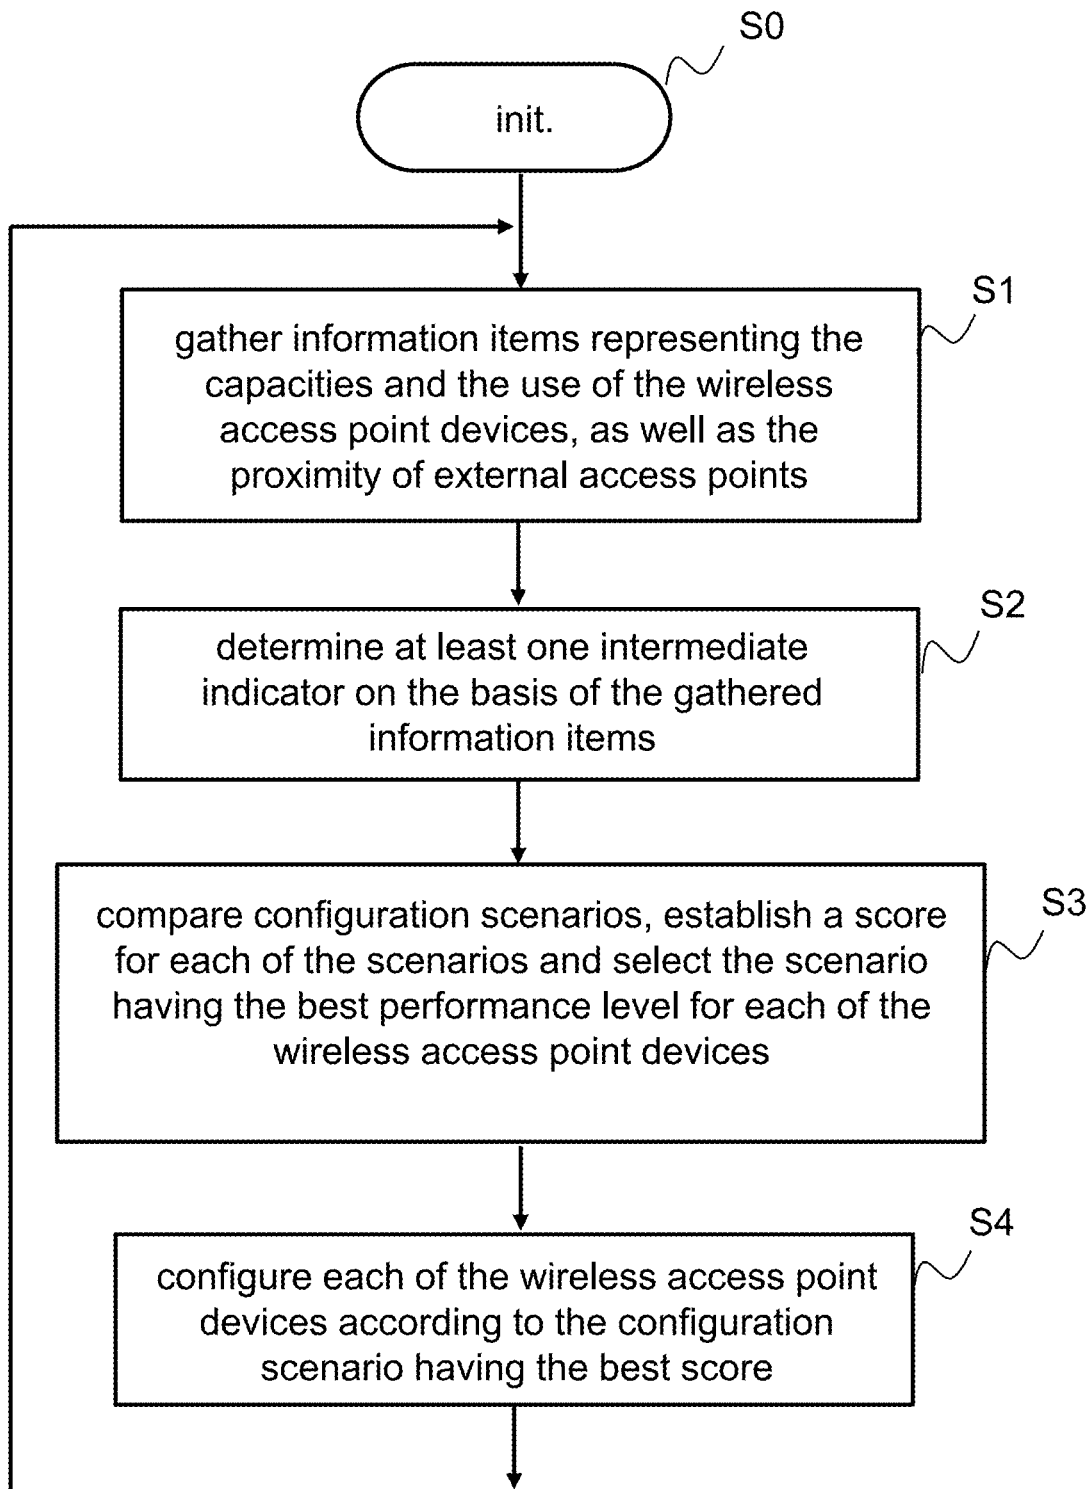 S0
init.
S1
gather information items representing the
capacities and the use of the wireless
access point devices, as well as the
proximity of external access points
S2
determine at least one intermediate
indicator on the basis of the gathered
information items
S3
compare configuration scenarios, establish a score
for each of the scenarios and select the scenario
having the best performance level for each of the
wireless access point devices
S4
configure each of the wireless access point
devices according to the configuration
scenario having the best score